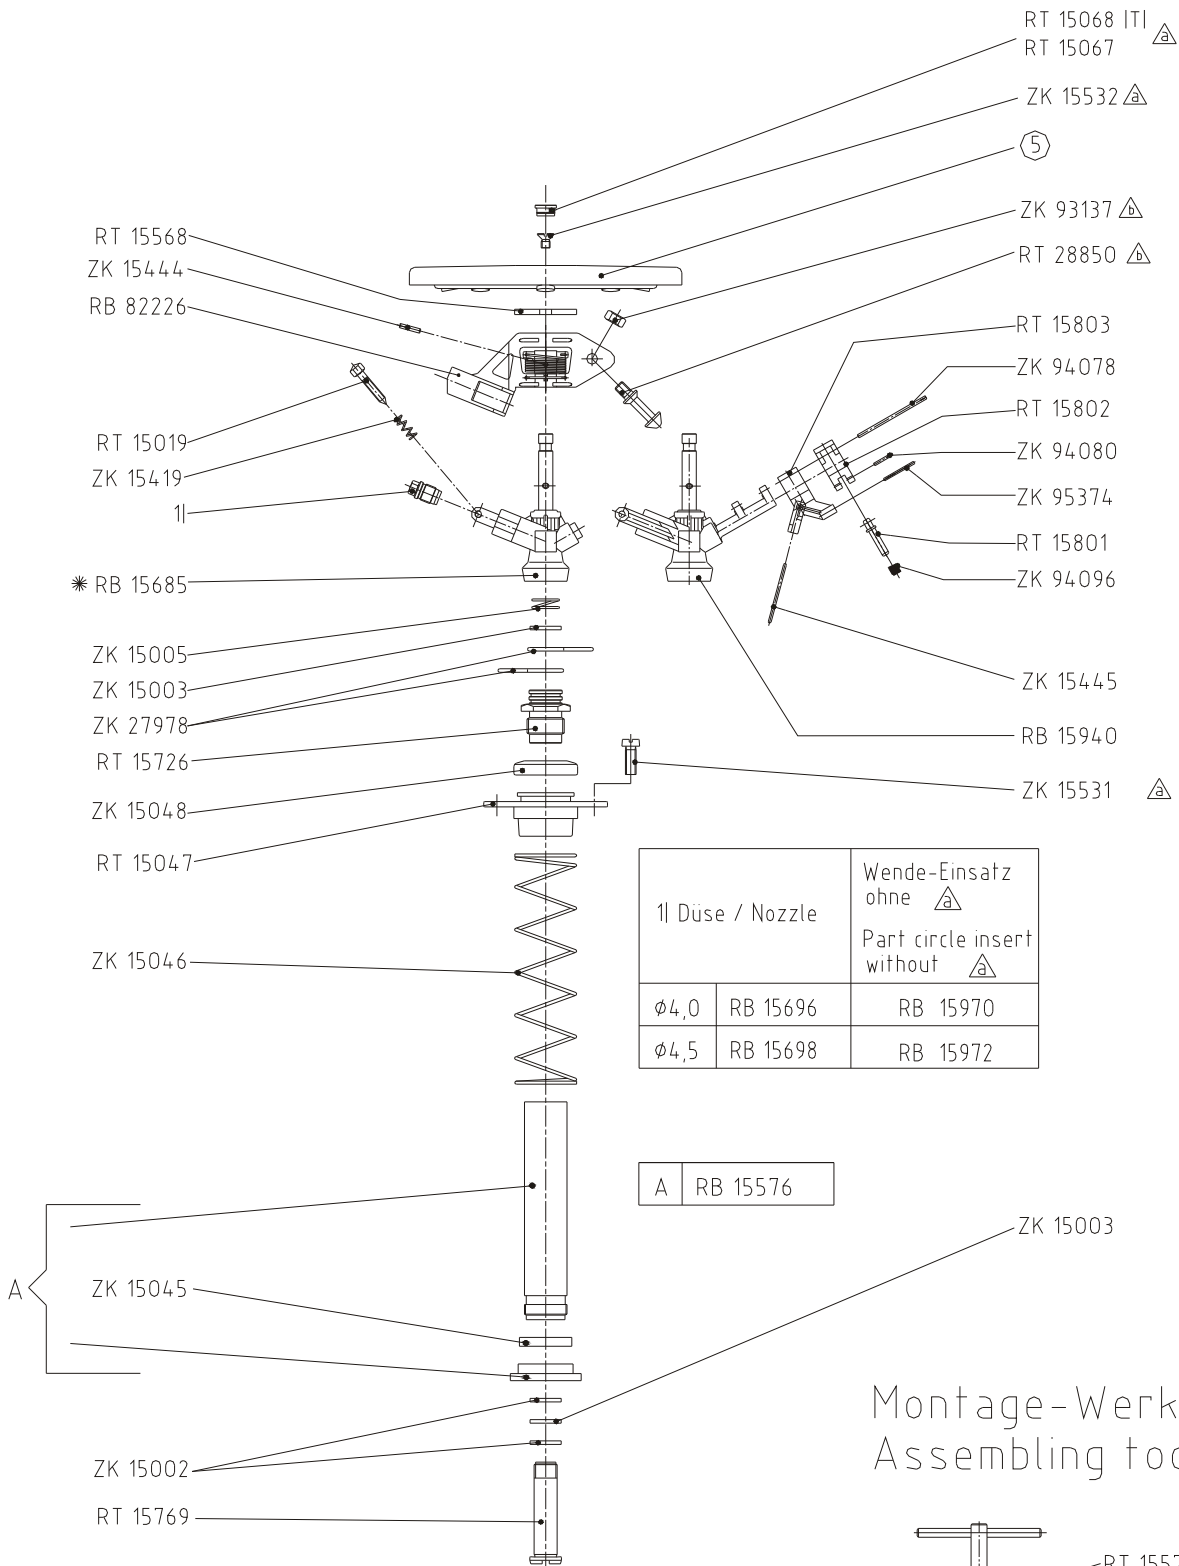 RT 15068 |T| a
RT 15067
ZK 15532 a
5
ZK 93137 b
RT 28850 b
RT 15803
ZK 94078
RT 15802
ZK 94080
ZK 95374
RT 15801
ZK 94096
ZK 15445
RB 15940
ZK 15531 a
RT 15568
ZK 15444
RB 82226
RT 15019
ZK 15419
1|
✳ RB 15685
ZK 15005
ZK 15003
ZK 27978
RT 15726
ZK 15048
RT 15047
ZK 15046
1| Düse / Nozzle
Wende-Einsatz
ohne a
Part circle insert
without a
ø4,0 RB 15696 RB 15970
ø4,5 RB 15698 RB 15972
A RB 15576
ZK 15003
A
ZK 15045
ZK 15002
RT 15769
Montage-Werk
Assembling too
RT 1557